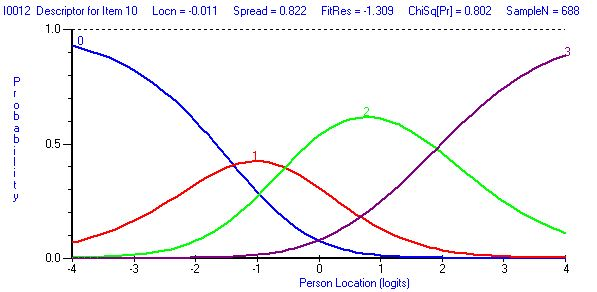 I0012 Descriptor for Item 10 Locn = -0.011 Spread = 0.822 FitRes = -1.309 ChiSq[Pr] = 0.802 SampleN = 688
1.0
0
3
2
Probability
0.5
1
0.0
-4 -3 -2 -1 0 1 2 3 4
Person Location (logits)